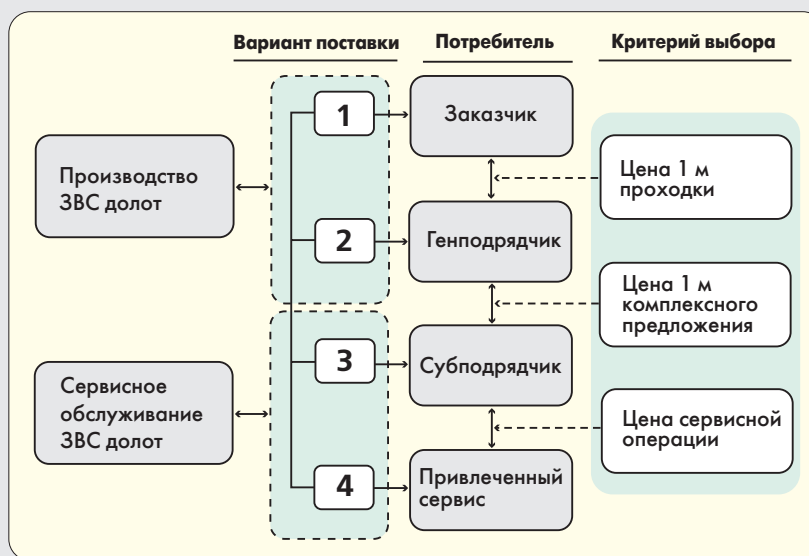 Вариант поставки
Потребитель
Критерий выбора
1
Заказчик
Производство
ЗВС долот
Цена 1 м
проходки
2
Генподрядчик
Цена 1 м
комплексного
предложения
3
Субподрядчик
Сервисное
обслуживание
ЗВС долот
Цена сервисной
операции
4
Привлеченный
сервис